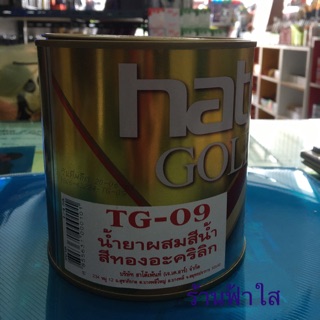 hat
GOL
TG-09
น้ำยาผสมสีน้ำ
สีทองอะคริลิก
ร้านฟ้าใส